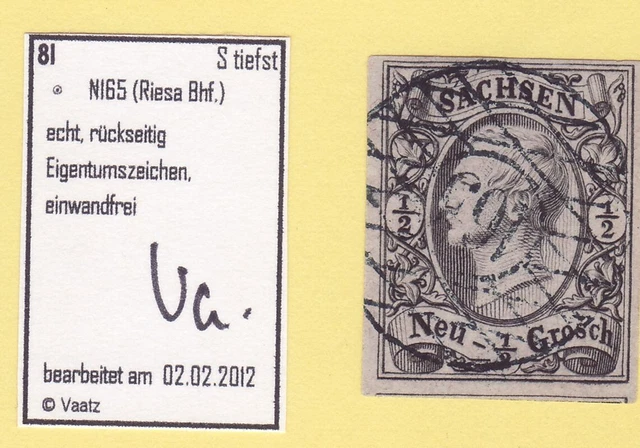 8I S tiefst
N165 (Riesa Bhf.)
echt, rückseitig
Eigentumszeichen,
einwandfrei
Va.
bearbeitet am 02.02.2012
© Vaatz
SACHSEN
1/2 1/2
Neu - 1/2 Grosch